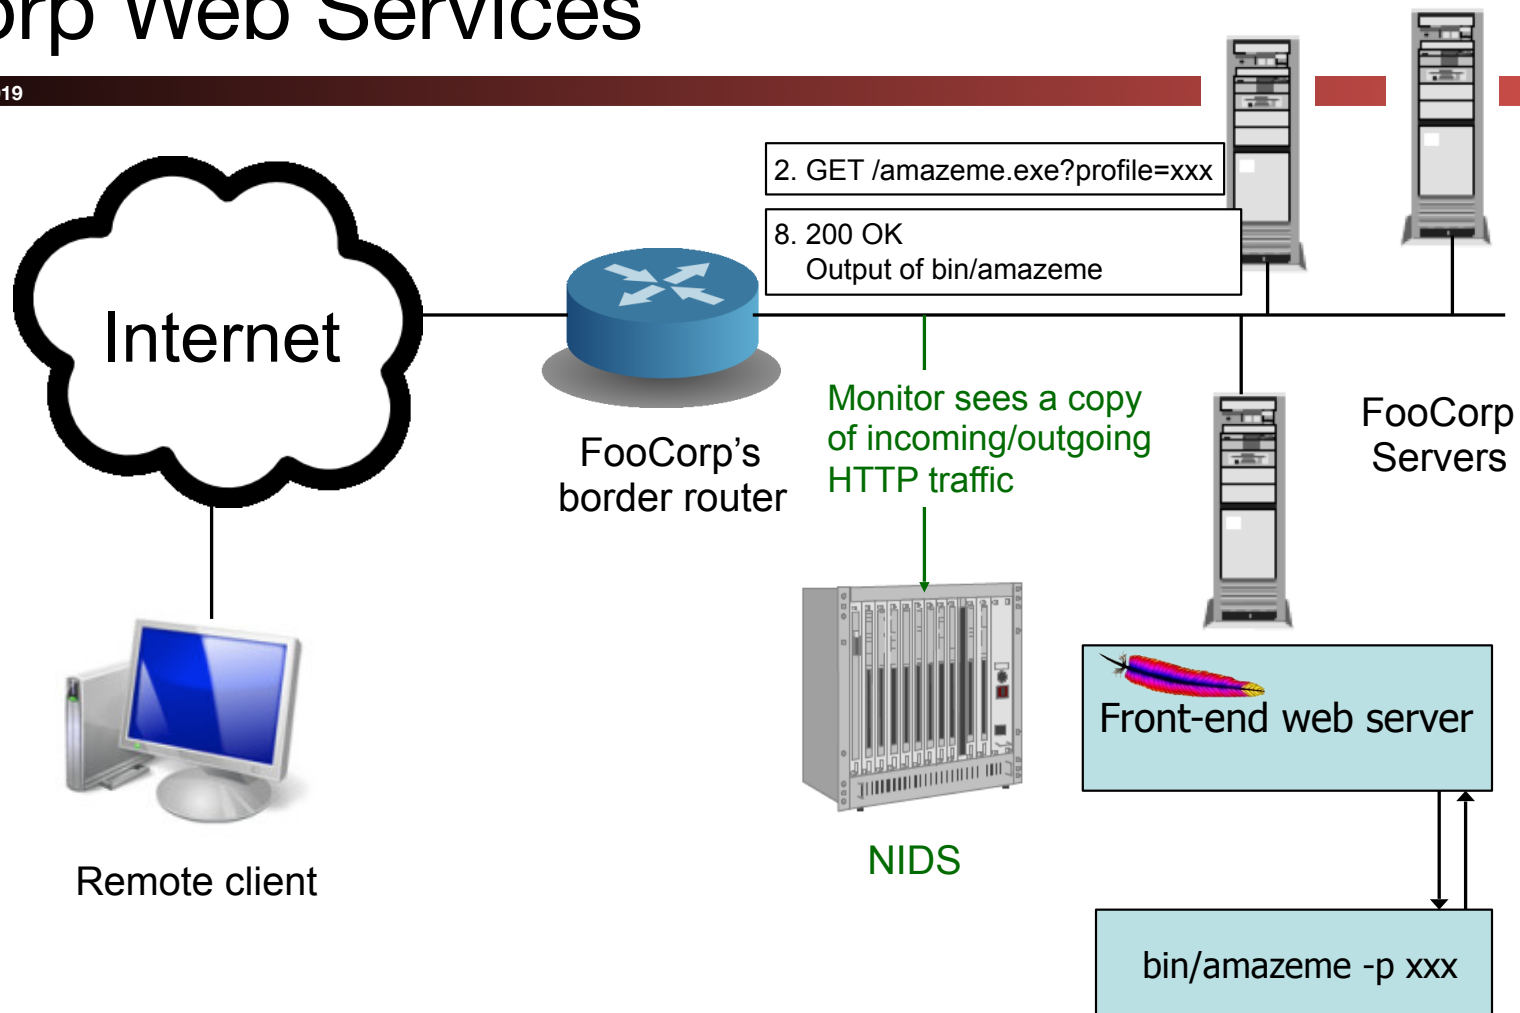 orp Web Services
19
2. GET /amazeme.exe?profile=xxx
8. 200 OK
Output of bin/amazeme
Internet
FooCorp's
border router
Monitor sees a copy
of incoming/outgoing
HTTP traffic
FooCorp
Servers
Remote client
NIDS
Front-end web server
bin/amazeme -p xxx